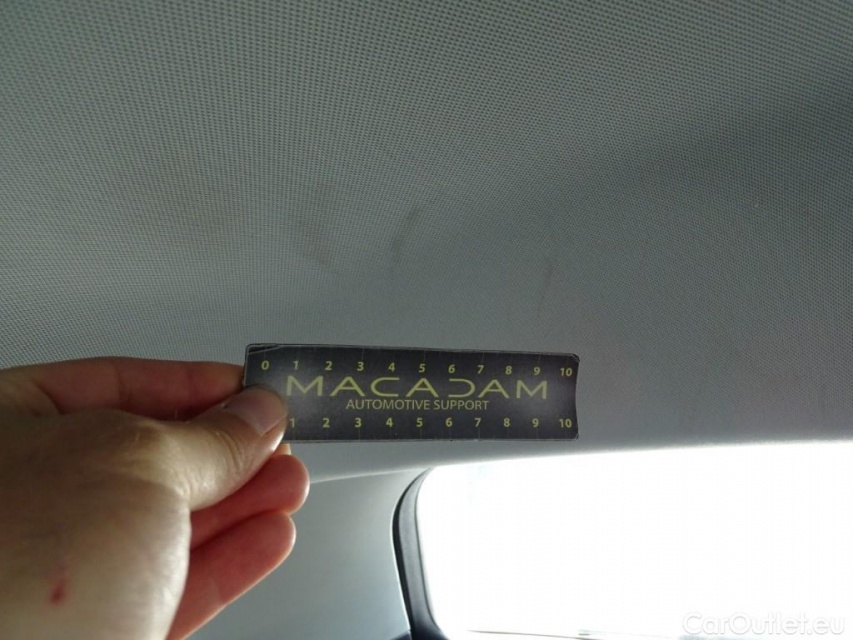 0 1 2 3 4 5 6 7 8 9 10
MACADAM
AUTOMOTIVE SUPPORT
1 2 3 4 5 6 7 8 9 10
CarOutlet.eu